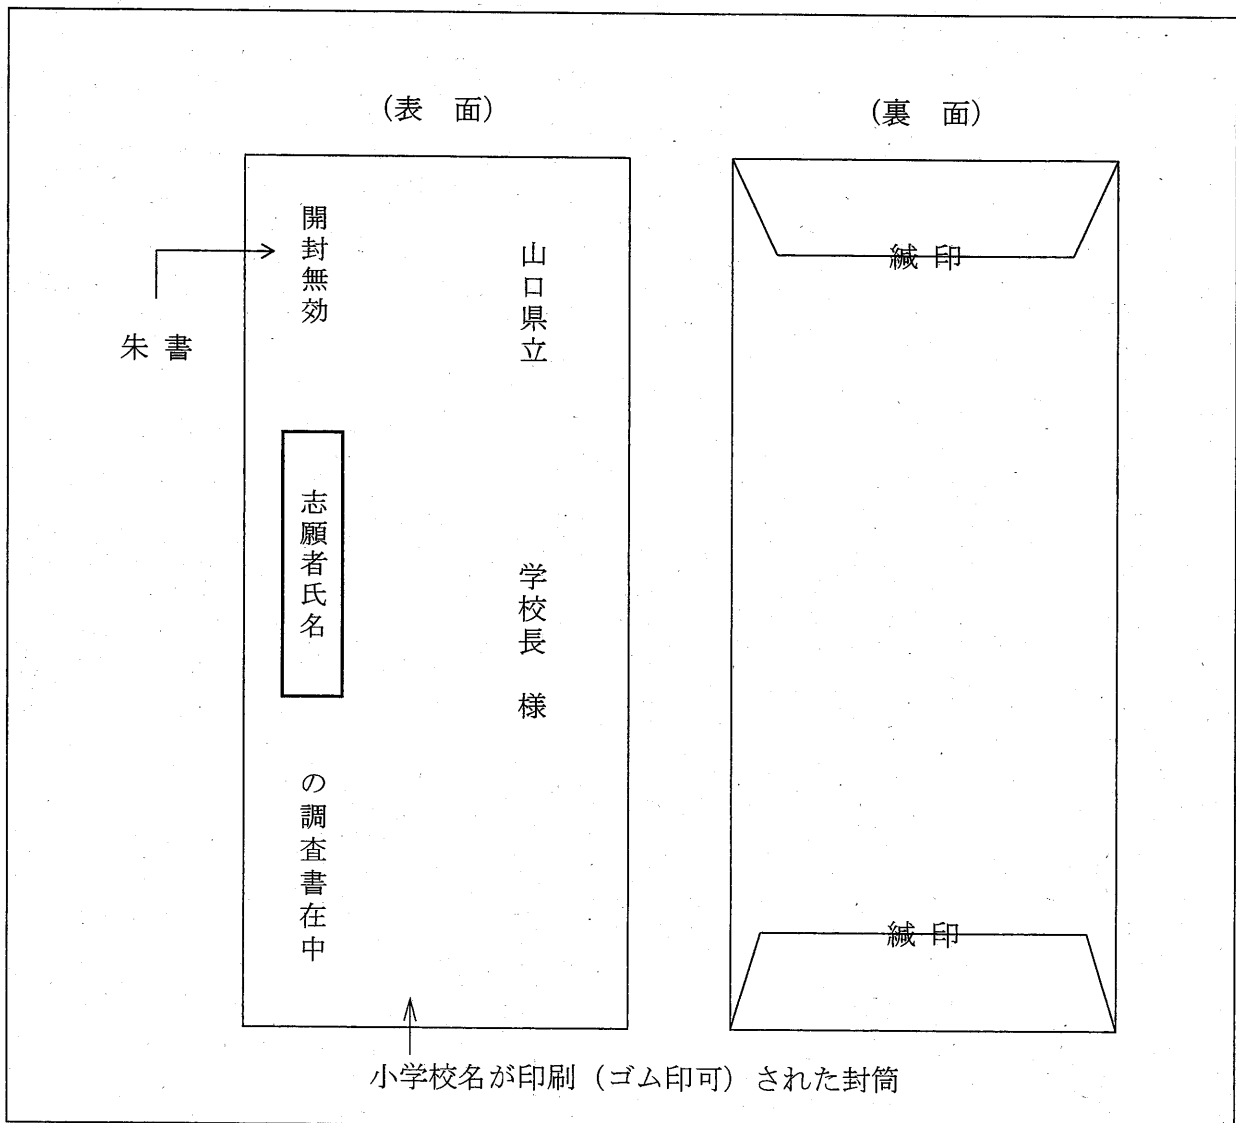 (表 面)
山口県立
学校長 様
開封無効
志願者氏名
の調査書在中
朱 書
小学校名が印刷（ゴム印可）された封筒
(裏 面)
緘 印
緘 印